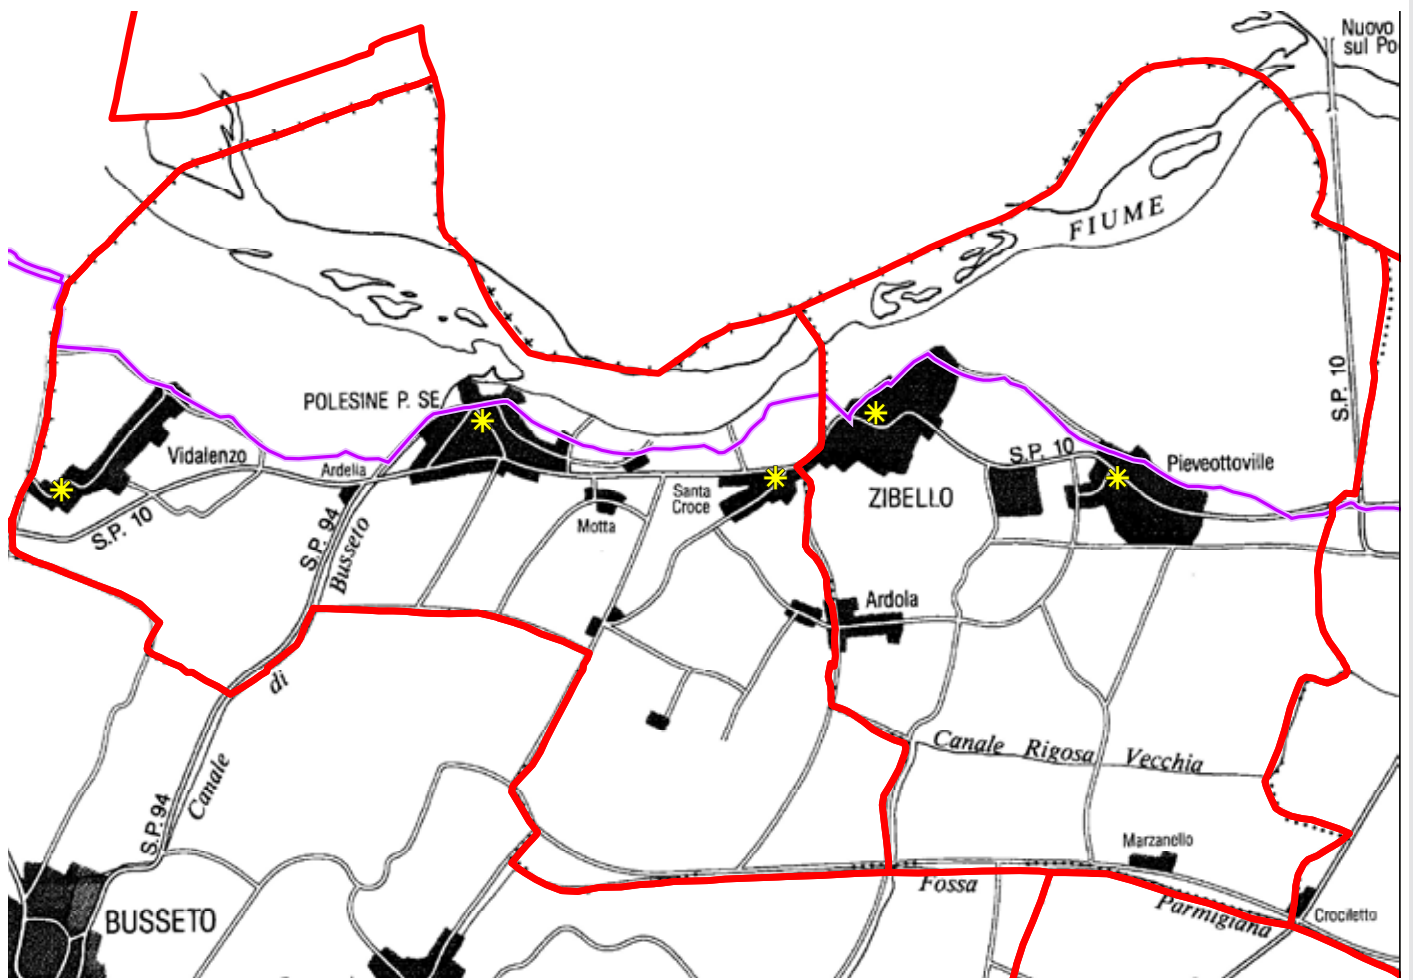 Nuovo
sul Po
FIUME
S.P. 10
POLESINE P. SE
Vidalenzo
Ardella
S.P. 10
S.P. 94
Busseto
Motta
Santa
Croce
ZIBELLO
S.P. 10
Pieveottoville
Ardola
di
Canale
S.P. 94
Canale Rigosa Vecchia
Marzanello
Fossa
Parmigiana
Crociletto
BUSSETO